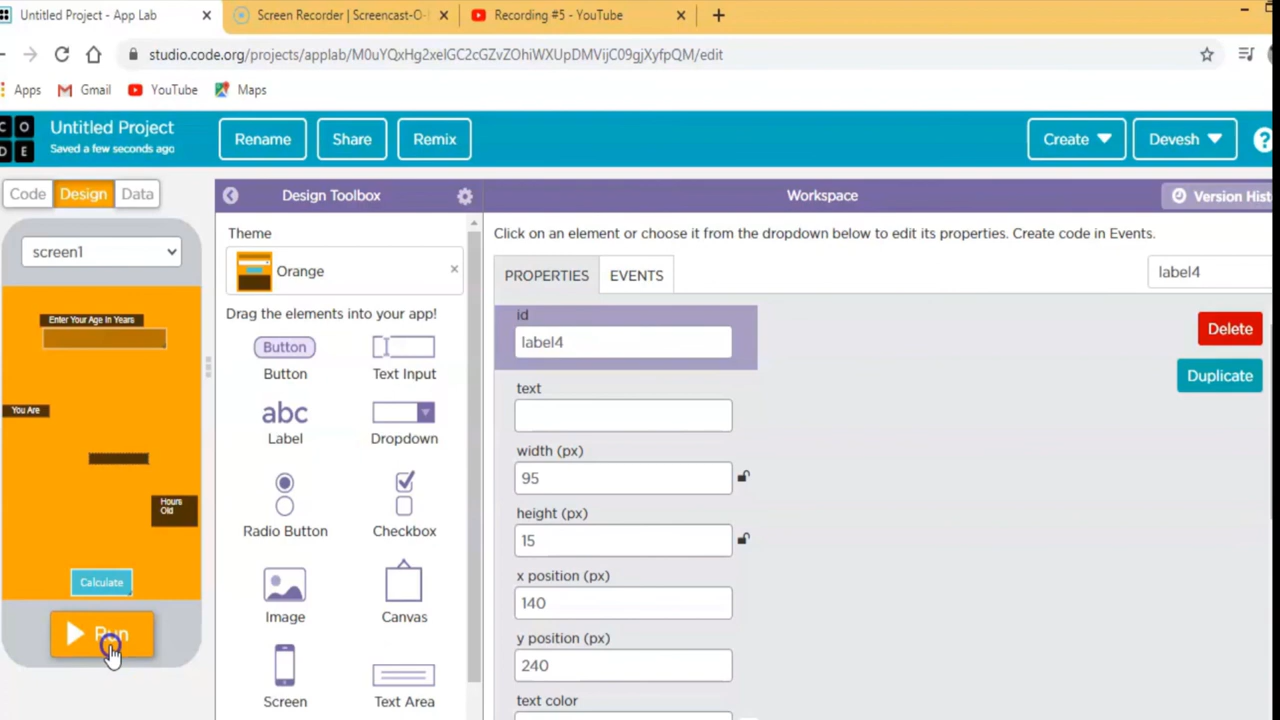 Untitled Project - App Lab
Screen Recorder | Screencast-O-
Recording #5 - YouTube
studio.code.org/projects/applab/M0uYQxHg2xelGC2cGZvZOhiWXUpDMVijC09gjXyfpQM/edit
Apps Gmail YouTube Maps
C O
D E
Untitled Project
Saved a few seconds ago
Rename
Share
Remix
Create
Devesh
?
Code Design Data
Design Toolbox
Workspace
Version Hist
screen1
Enter Your Age In Years
You Are
Hours
Old
Calculate
Run
Theme
Orange
Drag the elements into your app!
Button
Button
Text Input
abc
Label
Dropdown
Radio Button
Checkbox
Image
Canvas
Screen
Text Area
Click on an element or choose it from the dropdown below to edit its properties. Create code in Events.
PROPERTIES EVENTS
label4
id
label4
Delete
Duplicate
text
width (px)
95
height (px)
15
x position (px)
140
y position (px)
240
text color